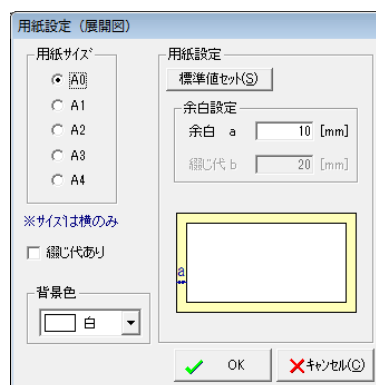 用紙設定（展開図）
用紙ｻｲｽﾞ
A0
A1
A2
A3
A4
※ｻｲｽﾞは横のみ
綴じ代あり
背景色
白
用紙設定
標準値セット(S)
余白設定
余白 a 10 [mm]
綴じ代 b 20 [mm]
a
OK
ｷｬﾝｾﾙ(C)